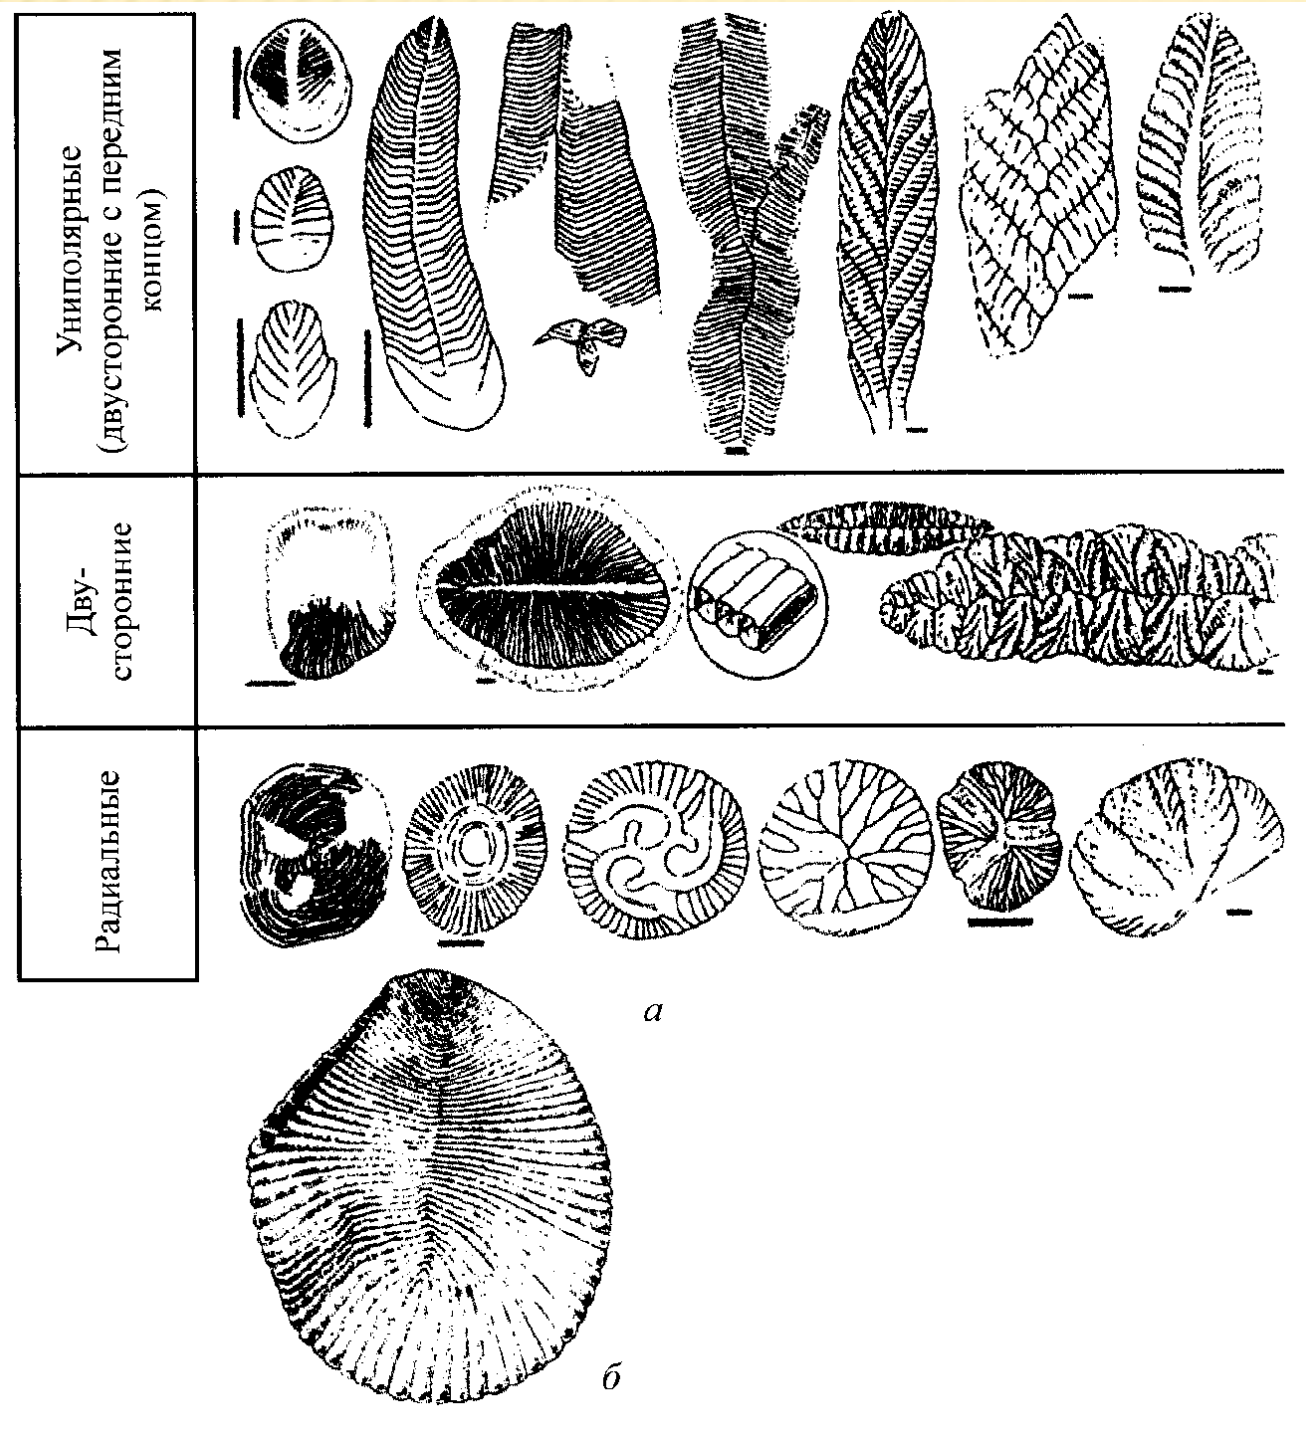 Униполярные
(двусторонние с передним
концом)
Дву-
сторонние
Радиальные
а
б